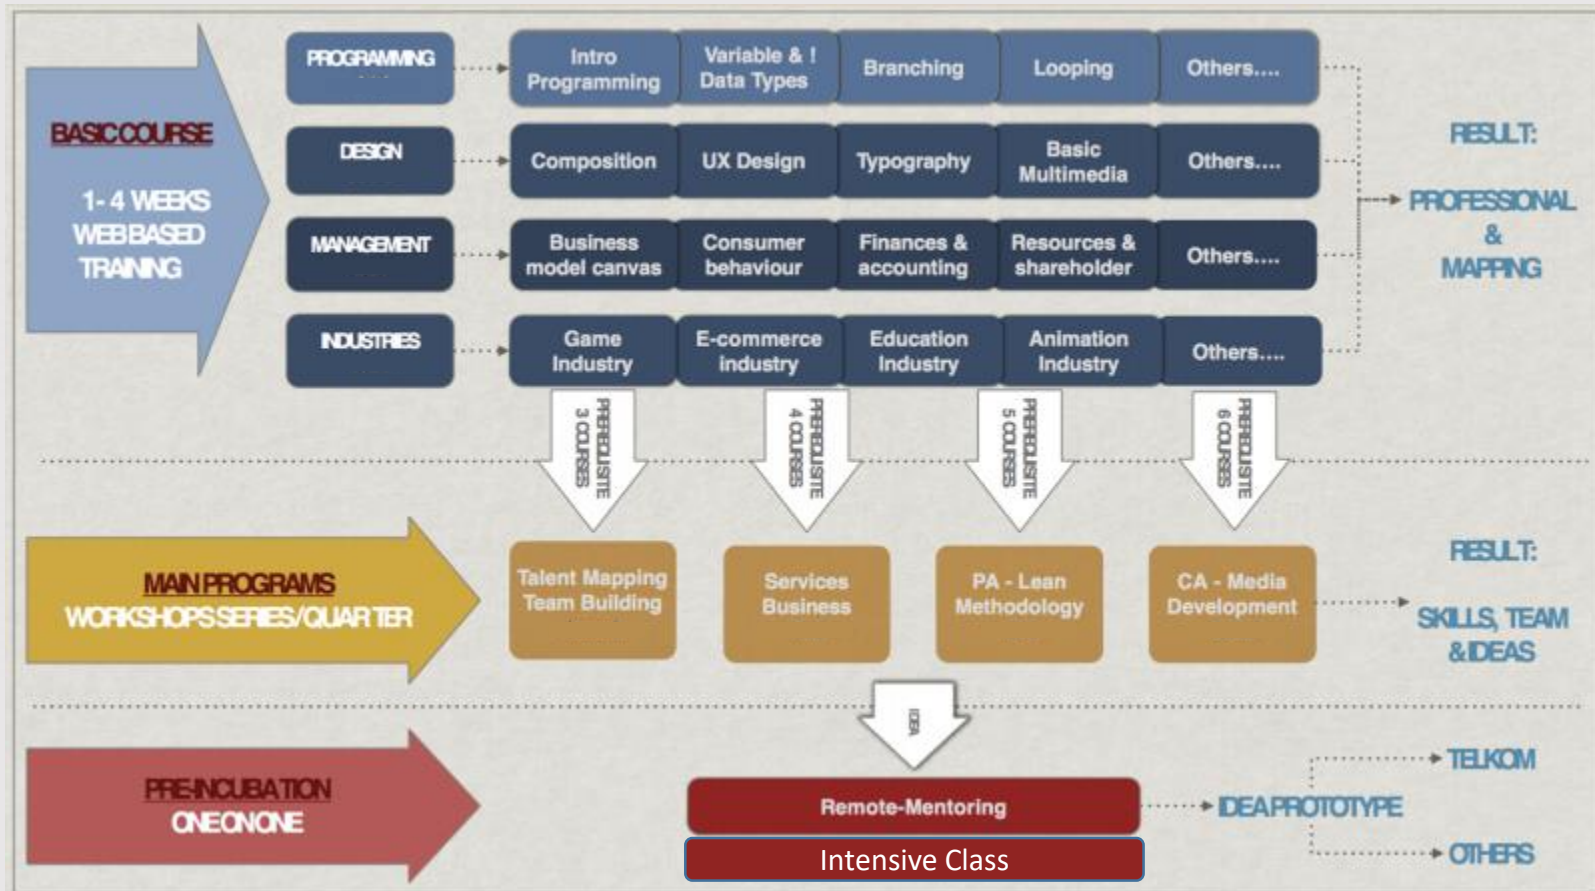 BASIC COURSE
1- 4 WEEKS
WEB BASED
TRAINING
PROGRAMMING
Intro
Programming
Variable & !
Data Types
Branching
Looping
Others....
DESIGN
Composition
UX Design
Typography
Basic
Multimedia
Others....
MANAGEMENT
Business
model canvas
Consumer
behaviour
Finances &
accounting
Resources &
shareholder
Others....
INDUSTRIES
Game
Industry
E-commerce
industry
Education
Industry
Animation
Industry
Others....
RESULT:
PROFESSIONAL
&
MAPPING
PREREQUISITE
3 COURSES
PREREQUISITE
4 COURSES
PREREQUISITE
5 COURSES
PREREQUISITE
6 COURSES
MAIN PROGRAMS
WORKSHOPS SERIES / QUARTER
Talent Mapping
Team Building
Services
Business
PA - Lean
Methodology
CA - Media
Development
RESULT:
SKILLS, TEAM
& IDEAS
IDEA
PRE-INCUBATION
ONE ON ONE
Remote-Mentoring
Intensive Class
IDEA PROTOTYPE
TELKOM
OTHERS